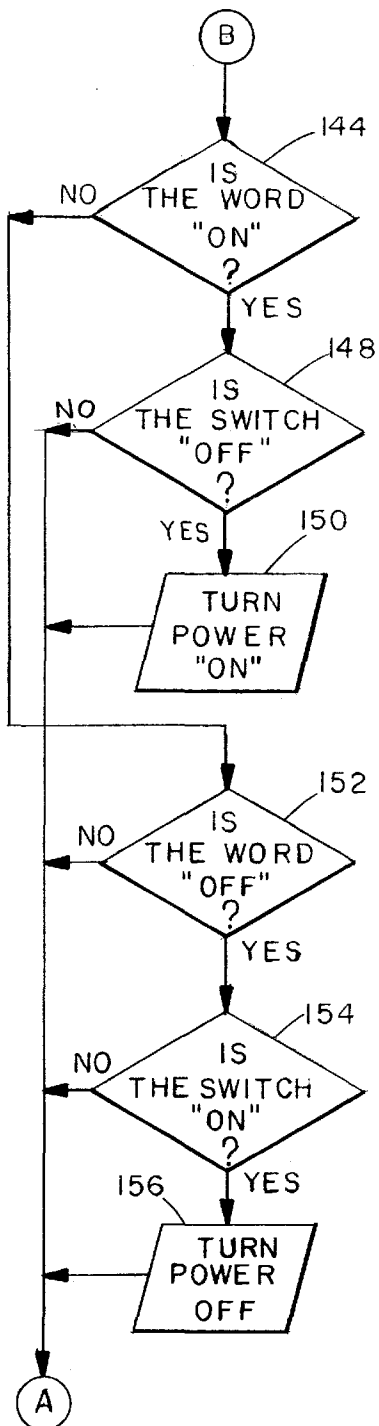 B
144
IS
THE WORD
"ON"
?
NO
YES
148
IS
THE SWITCH
"OFF"
?
NO
YES
150
TURN
POWER
"ON"
152
IS
THE WORD
"OFF"
?
NO
YES
154
IS
THE SWITCH
"ON"
?
NO
YES
156
TURN
POWER
OFF
A